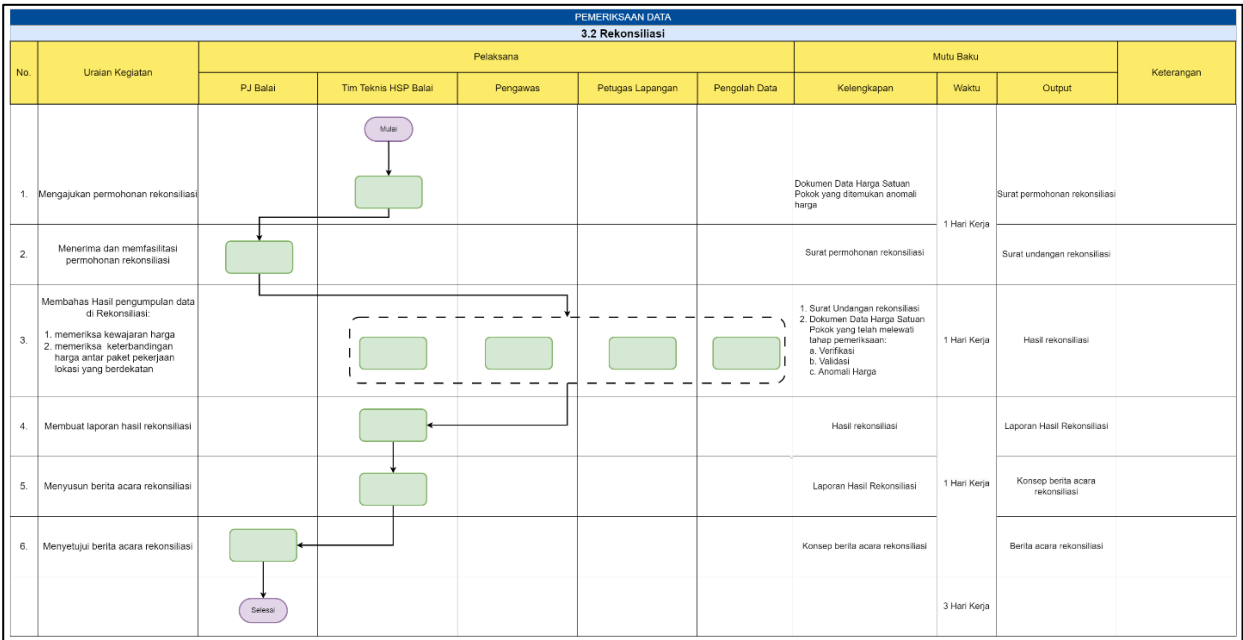 PEMERIKSAAN DATA
3.2 Rekonsiliasi
No.
Uraian Kegiatan
Pelaksana
Mutu Baku
Keterangan
PJ Balai
Tim Teknis HSP Balai
Pengawas
Petugas Lapangan
Pengolah Data
Kelengkapan
Waktu
Output
Mulai
1.
Mengajukan permohonan rekonsiliasi
Dokumen Data Harga Satuan
Pokok yang ditemukan anomali
harga
Surat permohonan rekonsiliasi
1 Hari Kerja
2.
Menerima dan memfasilitasi
permohonan rekonsiliasi
Surat permohonan rekonsiliasi
Surat undangan rekonsiliasi
3.
Membahas Hasil pengumpulan data
di Rekonsiliasi:
1. memeriksa kewajaran harga
2. memeriksa keterbandingan
harga antar paket pekerjaan
lokasi yang berdekatan
1. Surat Undangan rekonsiliasi
2. Dokumen Data Harga Satuan
Pokok yang telah melewati
tahap pemeriksaan:
a. Verifikasi
b. Validasi
c. Anomali Harga
1 Hari Kerja
Hasil rekonsiliasi
4.
Membuat laporan hasil rekonsiliasi
Hasil rekonsiliasi
Laporan Hasil Rekonsiliasi
5.
Menyusun berita acara rekonsiliasi
Laporan Hasil Rekonsiliasi
1 Hari Kerja
Konsep berita acara
rekonsiliasi
6.
Menyetujui berita acara rekonsiliasi
Konsep berita acara rekonsiliasi
Berita acara rekonsiliasi
Selesai
3 Hari Kerja